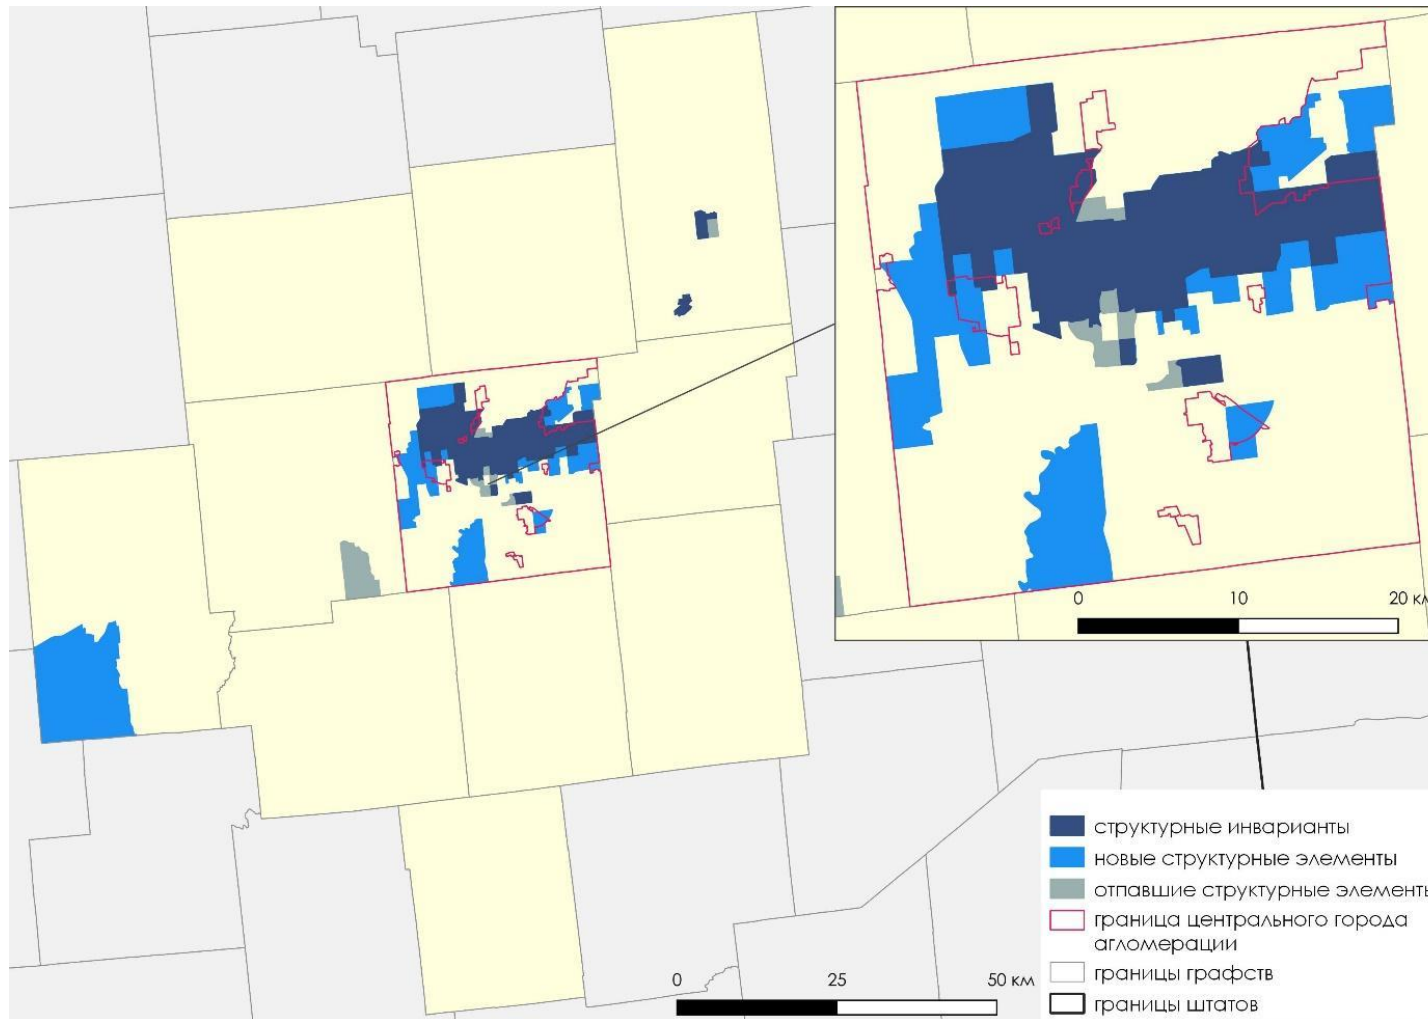 0 10 20 км
структурные инварианты
новые структурные элементы
отпавшие структурные элементы
граница центрального города
агломерации
границы графств
границы штатов
0 25 50 км